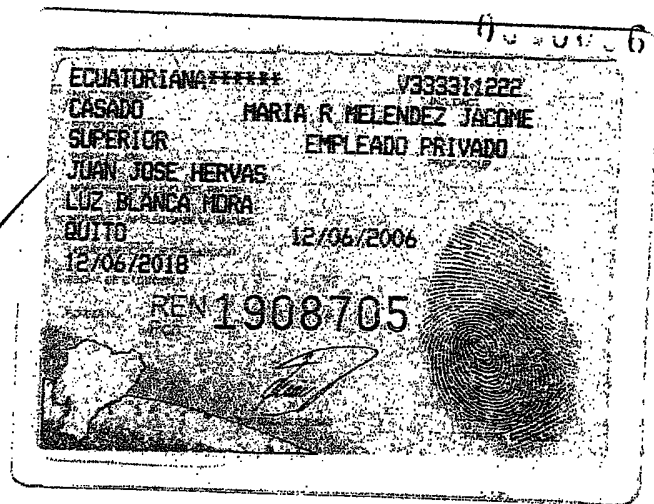 ECUATORIANA****** V3333I1222
CASADO MARIA R MELENDEZ JACOME
SUPERIOR EMPLEADO PRIVADO
JUAN JOSE HERVAS
LUZ BLANCA MORA
QUITO 12/06/2006
12/06/2018
REN 1908705